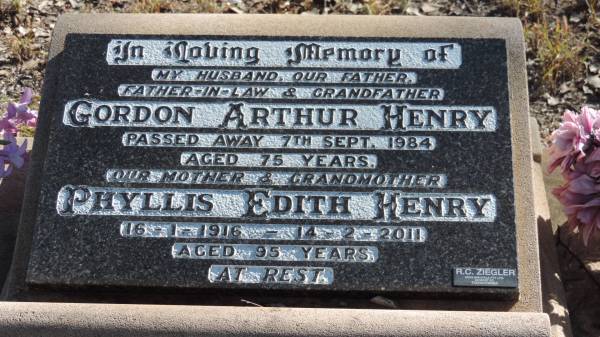 In Loving Memory of
MY HUSBAND, OUR FATHER,
FATHER-IN-LAW & GRANDFATHER
GORDON ARTHUR HENRY
PASSED AWAY 7TH SEPT. 1984
AGED 75 YEARS.
OUR MOTHER & GRANDMOTHER
PHYLLIS EDITH HENRY
16-1-1916 - 14-2-2011
AGED 95 YEARS
AT REST.
R.C. ZIEGLER